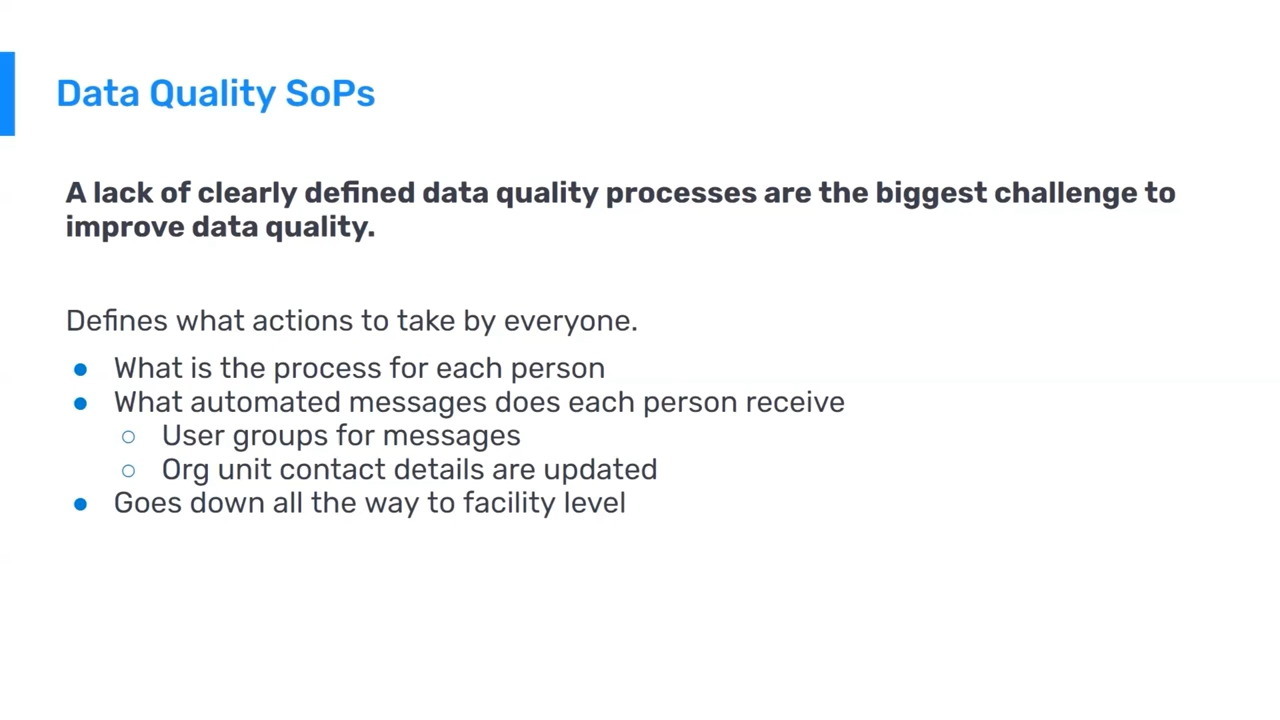 Data Quality SoPs
A lack of clearly defined data quality processes are the biggest challenge to
improve data quality.
Defines what actions to take by everyone.
● What is the process for each person
● What automated messages does each person receive
○ User groups for messages
○ Org unit contact details are updated
● Goes down all the way to facility level